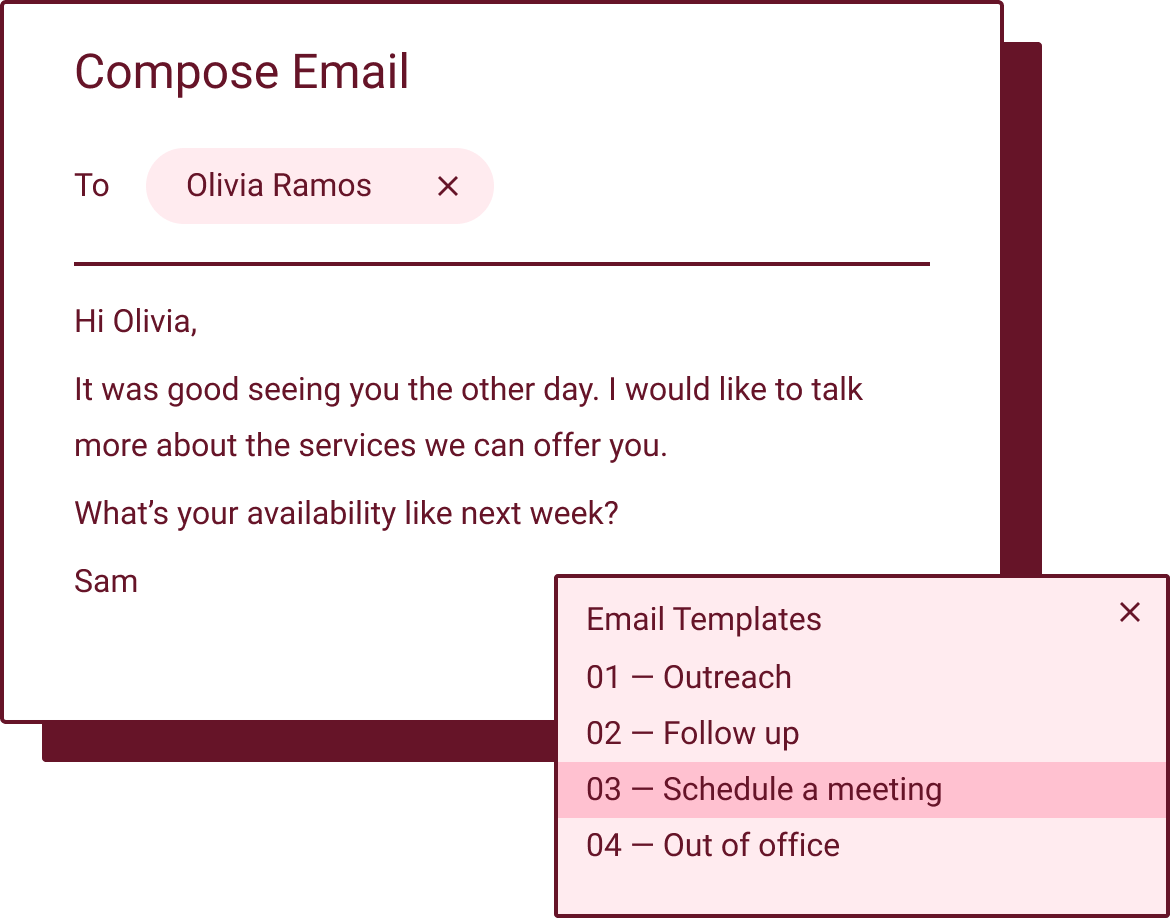 Compose Email
To Olivia Ramos ×
Hi Olivia,
It was good seeing you the other day. I would like to talk
more about the services we can offer you.
What’s your availability like next week?
Sam
Email Templates ×
01 — Outreach
02 — Follow up
03 — Schedule a meeting
04 — Out of office